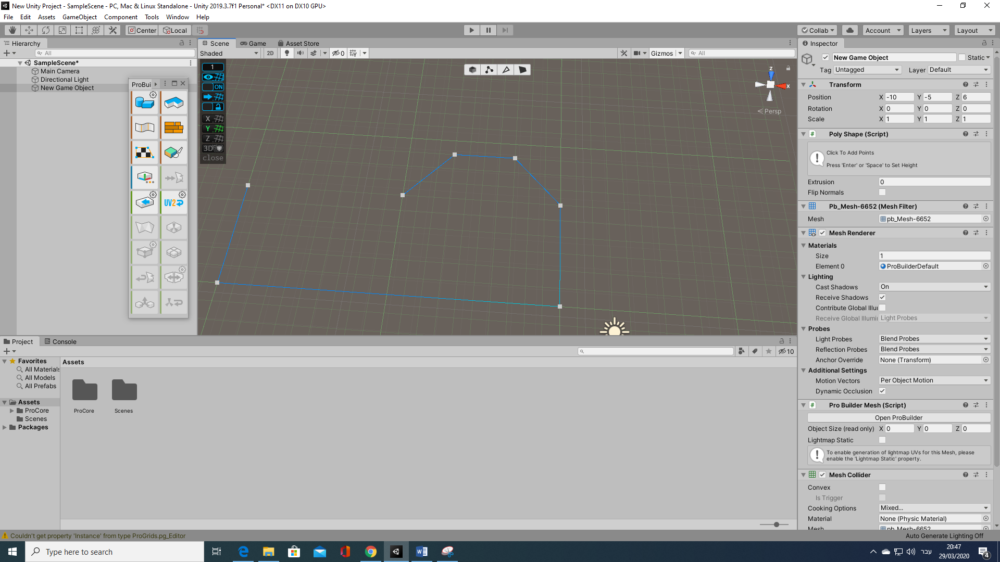 New Unity Project - SampleScene - PC, Mac & Linux Standalone - Unity 2019.3.7f1 Personal* <DX11 on DX10 GPU>
File Edit Assets GameObject Component Tools Window Help
Center Local
Collab Account Layers Layout
Hierarchy
All
SampleScene*
Main Camera
Directional Light
New Game Object
ProBui
UV2
Scene Game Asset Store
Shaded 2D 0 Gizmos All
1
ON
X
Y
Z
3D
close
z
x
Persp
Inspector
New Game Object Static
Tag Untagged Layer Default
Transform
Position X -10 Y -5 Z 6
Rotation X 0 Y 0 Z 0
Scale X 1 Y 1 Z 1
Poly Shape (Script)
Click To Add Points
Press 'Enter' or 'Space' to Set Height
Extrusion 0
Flip Normals
Pb_Mesh-6652 (Mesh Filter)
Mesh pb_Mesh-6652
Mesh Renderer
Materials
Size 1
Element 0 ProBuilderDefault
Lighting
Cast Shadows On
Receive Shadows
Contribute Global Illu
Receive Global Illumi Light Probes
Probes
Light Probes Blend Probes
Reflection Probes Blend Probes
Anchor Override None (Transform)
Additional Settings
Motion Vectors Per Object Motion
Dynamic Occlusion
Pro Builder Mesh (Script)
Open ProBuilder
Object Size (read only) X 0 Y 0 Z 0
Lightmap Static
To enable generation of lightmap UVs for this Mesh, please
enable the 'Lightmap Static' property.
Mesh Collider
Convex
Is Trigger
Cooking Options Mixed...
Material None (Physic Material)
Mesh pb_Mesh-6652
Project Console
10
Favorites
All Materials
All Models
All Prefabs
Assets
ProCore
Scenes
Packages
Assets
ProCore Scenes
Couldn't get property 'Instance' from type ProGrids.pg_Editor
Auto Generate Lighting Off
Type here to search
עבר
20:47
29/03/2020
4